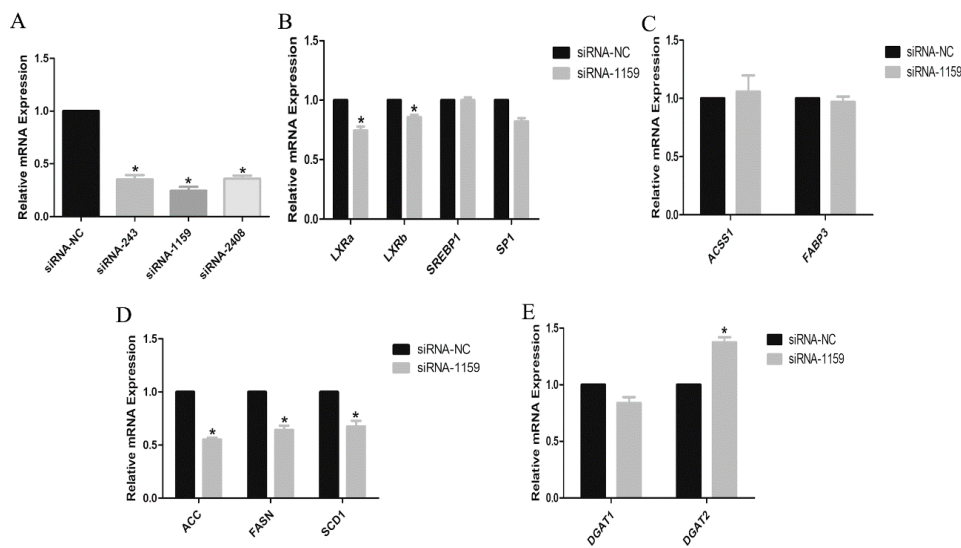 A
Relative mRNA Expression
1.5
1.0
0.5
0.0
*
*
*
siRNA-NC
siRNA-243
siRNA-1159
siRNA-2408
B
Relative mRNA Expression
1.5
1.0
0.5
0.0
*
*
siRNA-NC
siRNA-1159
LXRa
LXRb
SREBP1
SP1
C
Relative mRNA Expression
1.5
1.0
0.5
0.0
siRNA-NC
siRNA-1159
ACSS1
FABP3
D
Relative mRNA Expression
1.5
1.0
0.5
0.0
*
*
*
siRNA-NC
siRNA-1159
ACC
FASN
SCD1
E
Relative mRNA Expression
1.5
1.0
0.5
0.0
*
siRNA-NC
siRNA-1159
DGAT1
DGAT2